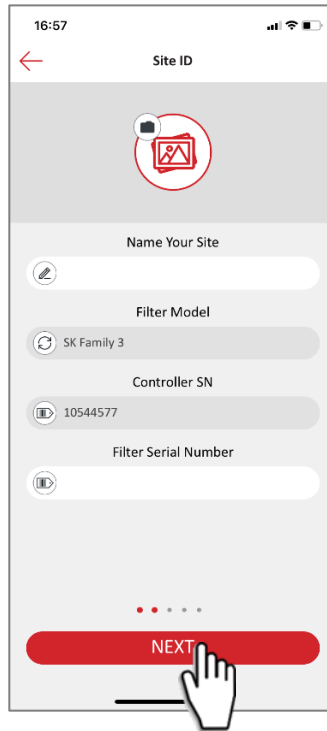 16:57
Site ID
Name Your Site
Filter Model
SK Family 3
Controller SN
10544577
Filter Serial Number
NEXT